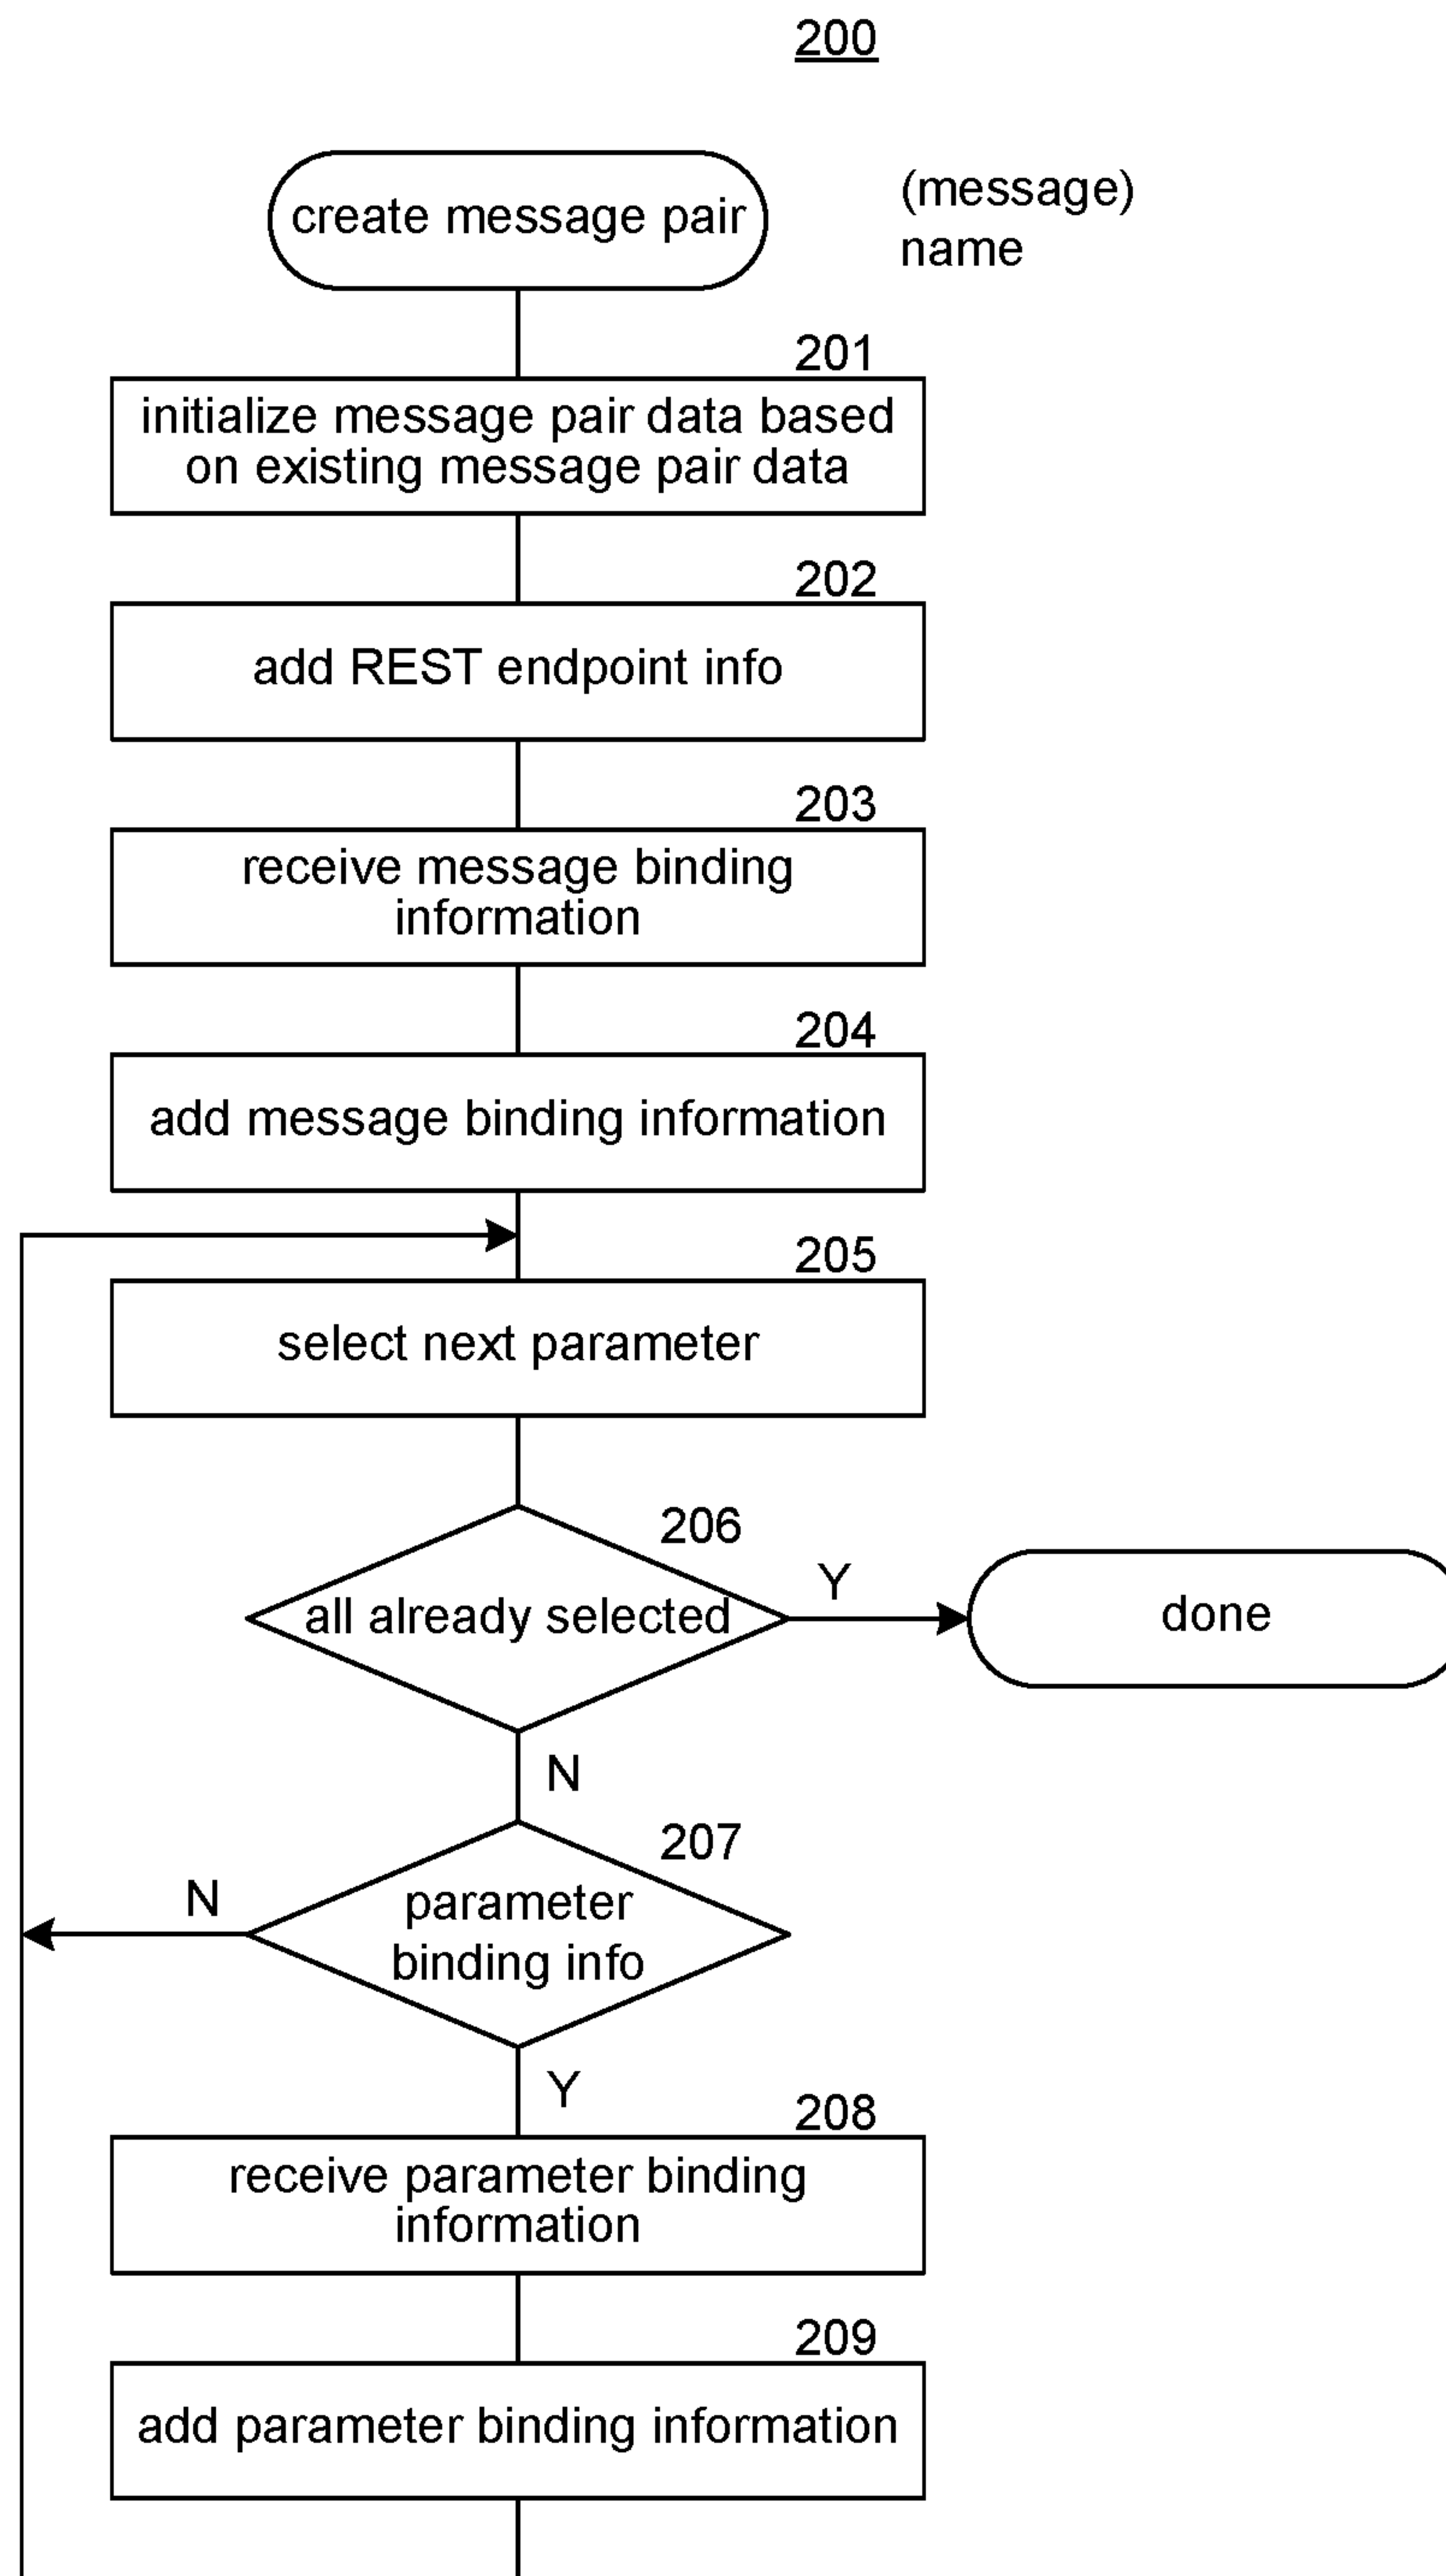 200
create message pair
(message)
name
201
initialize message pair data based
on existing message pair data
202
add REST endpoint info
203
receive message binding
information
204
add message binding information
205
select next parameter
206
all already selected
Y
done
N
207
parameter
binding info
N
Y
208
receive parameter binding
information
209
add parameter binding information